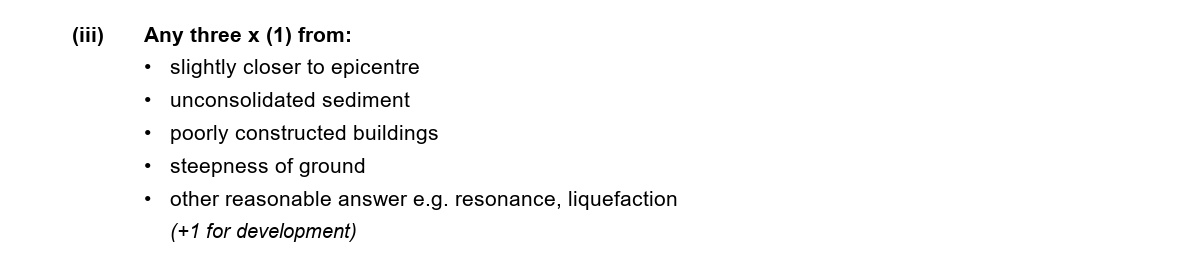 (iii) Any three x (1) from:
• slightly closer to epicentre
• unconsolidated sediment
• poorly constructed buildings
• steepness of ground
• other reasonable answer e.g. resonance, liquefaction
(+1 for development)